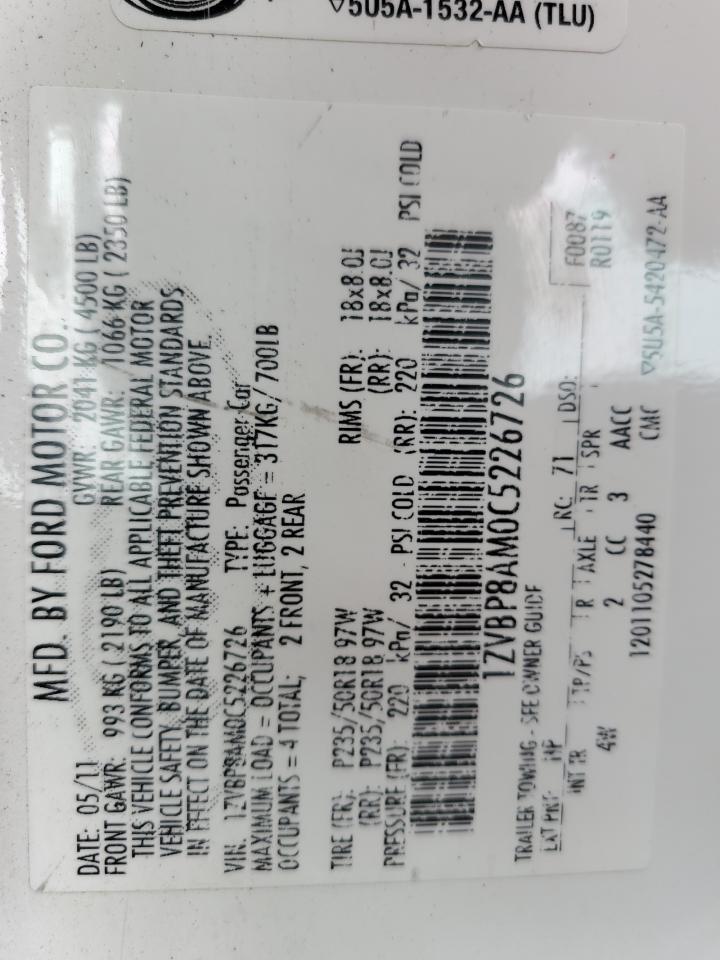 ▽5U5A-1532-AA (TLU)
MFD. BY FORD MOTOR CO.
DATE: 05/11 GVWR: 2041 KG ( 4500 LB)
FRONT GAWR: 993 KG ( 2190 LB) REAR GAWR: 1066 KG ( 2350 LB)
THIS VEHICLE CONFORMS TO ALL APPLICABLE FEDERAL MOTOR
VEHICLE SAFETY, BUMPER, AND THEFT PREVENTION STANDARDS
IN EFFECT ON THE DATE OF MANUFACTURE SHOWN ABOVE.
VIN: 1ZVBP8AM0C5226726 TYPE: Passenger Car
MAXIMUM LOAD = OCCUPANTS + LUGGAGE = 317KG/700LB
OCCUPANTS = 4 TOTAL; 2 FRONT, 2 REAR
TIRE (FR): P235/50R18 97W RIMS (FR): 18x8.0J
(RR): P235/50R18 97W (RR): 18x8.0J
PRESSURE (FR): 220 kPa/ 32 PSI COLD (RR): 220 kPa/ 32 PSI COLD
1ZVBP8AM0C5226726
TRAILER TOWING - SEE OWNER GUIDE
EXT PNT: HP RC: 71 DSO: F0087
R0119
INT TR TP/PS R AXLE TR SPR
4W 2 CC 3 AACC
12011105278440 CMC ▽5U5A-5420472-AA